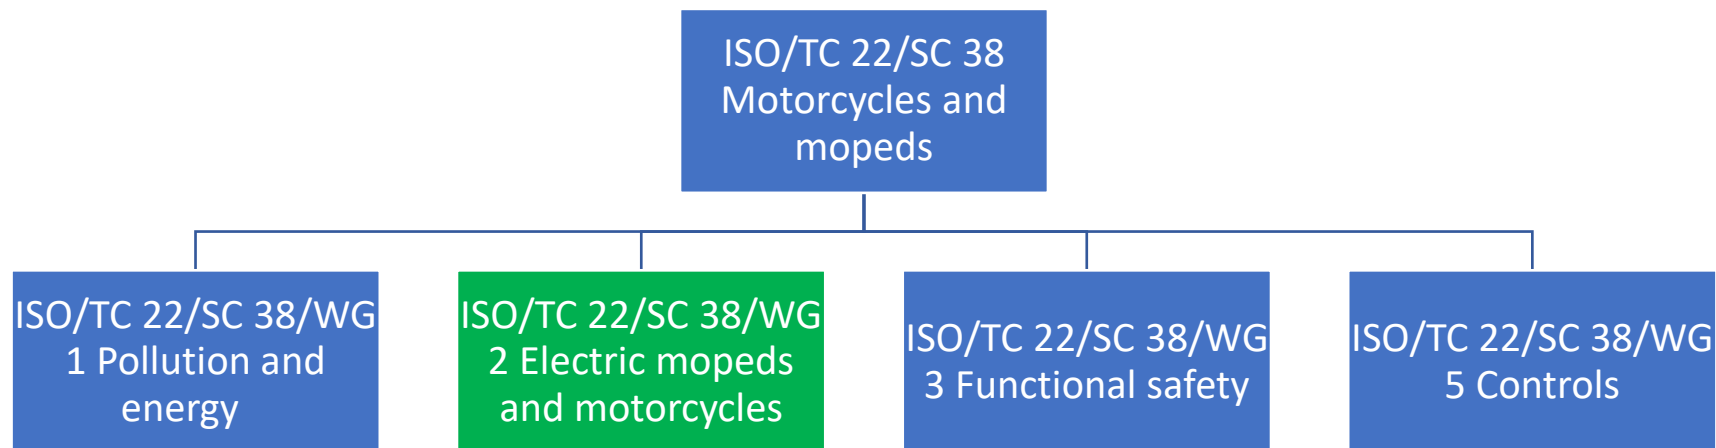 ISO/TC 22/SC 38
Motorcycles and
mopeds
ISO/TC 22/SC 38/WG
1 Pollution and
energy
ISO/TC 22/SC 38/WG
2 Electric mopeds
and motorcycles
ISO/TC 22/SC 38/WG
3 Functional safety
ISO/TC 22/SC 38/WG
5 Controls